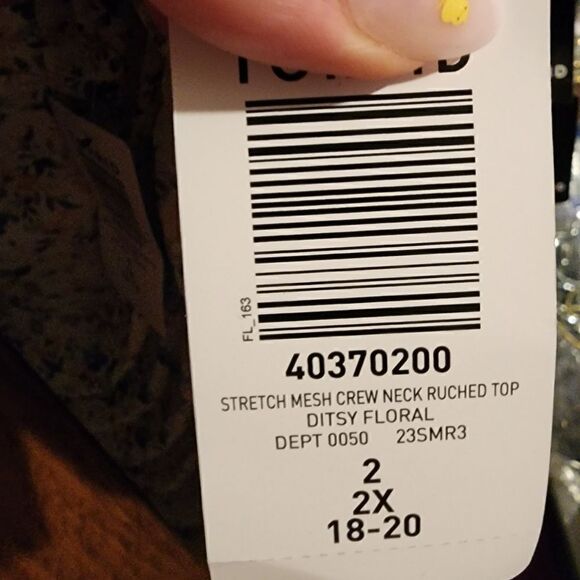 FL_163
40370200
STRETCH MESH CREW NECK RUCHED TOP
DITSY FLORAL
DEPT 0050 23SMR3
2
2X
18-20